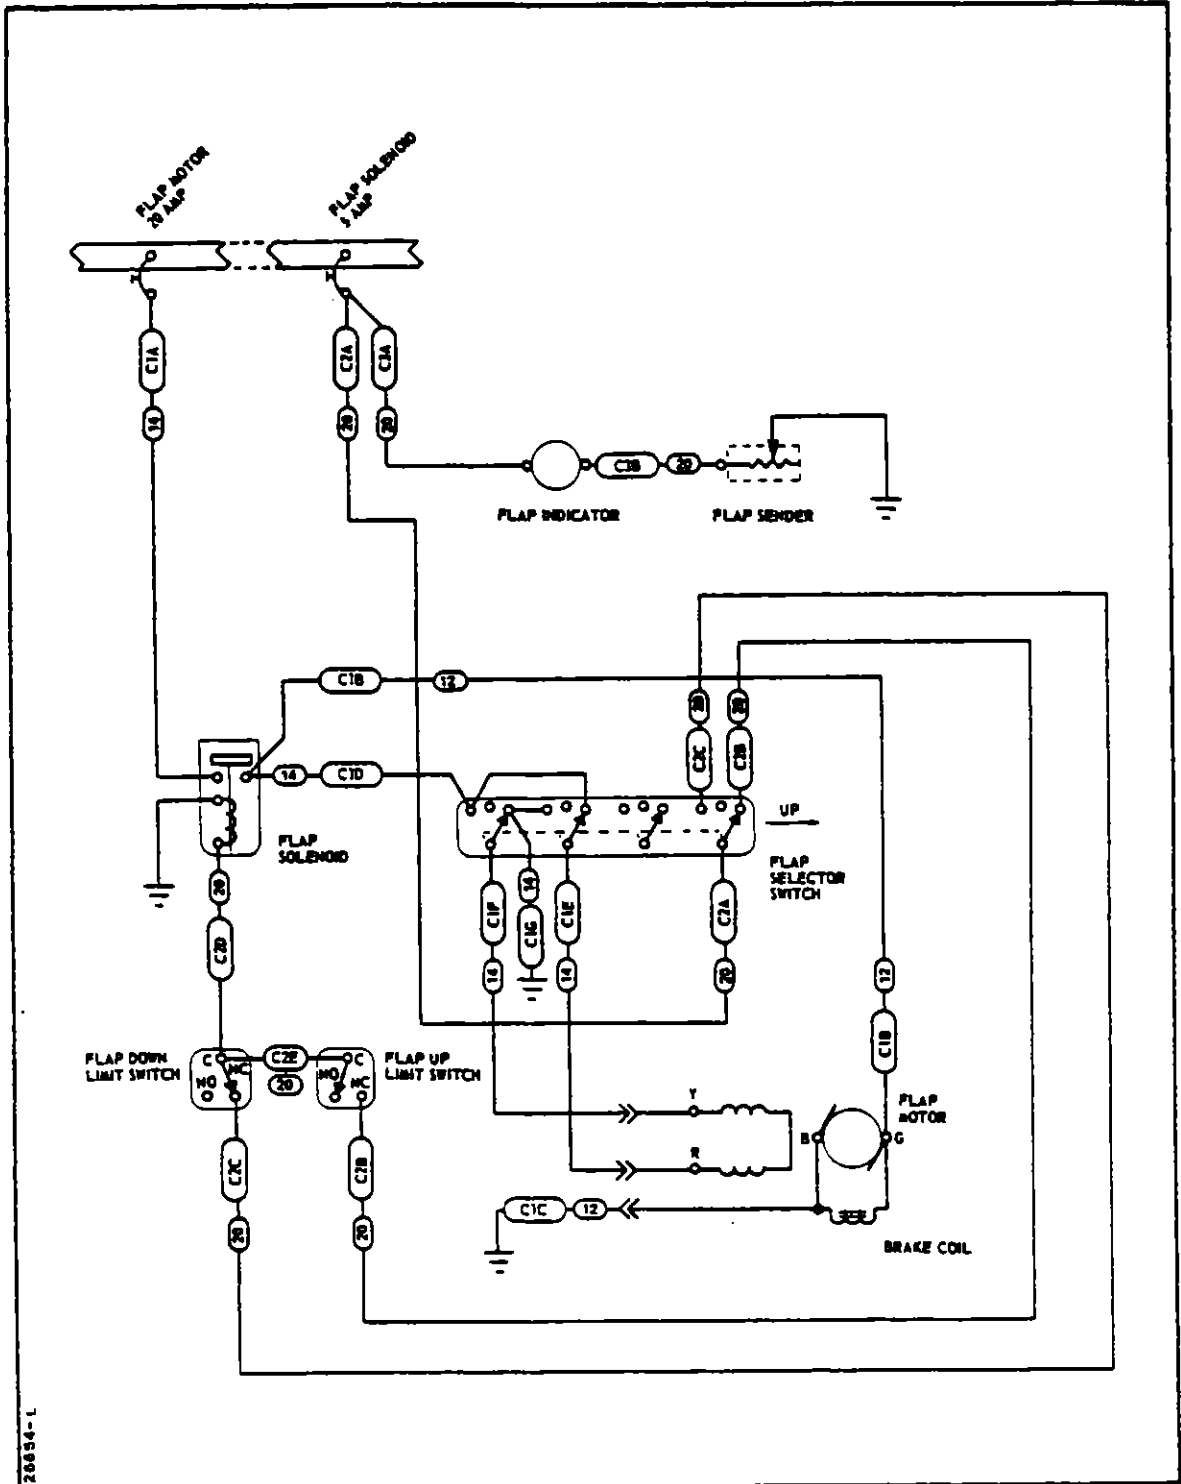 FLAP MOTOR
20 AMP
FLAP SOLENOID
5 AMP
C1A
C2A
C3A
14
20
20
C3B
20
FLAP INDICATOR
FLAP SENDER
C1B
12
20
20
C2C
C2B
14
C1D
UP
FLAP
SOLENOID
FLAP
SELECTOR
SWITCH
20
C2D
C1F
14
C1G
C1E
C2A
14
14
20
12
C1B
FLAP DOWN
LIMIT SWITCH
C
NC
NO
C2E
20
C
NO
NC
FLAP UP
LIMIT SWITCH
Y
R
B
G
FLAP
MOTOR
C2C
C2B
20
20
C1C
12
BRAKE COIL